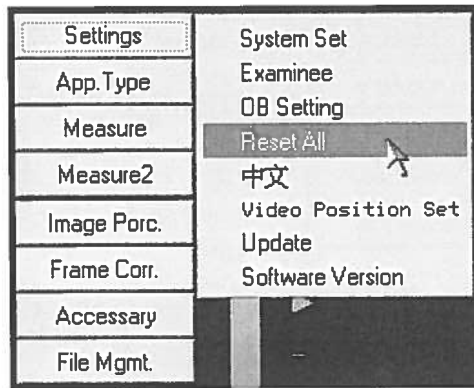 Settings
App.Type
Measure
Measure2
Image Porc.
Frame Corr.
Accessary
File Mgmt.
System Set
Examinee
OB Setting
Reset All
中文
Video Position Set
Update
Software Version